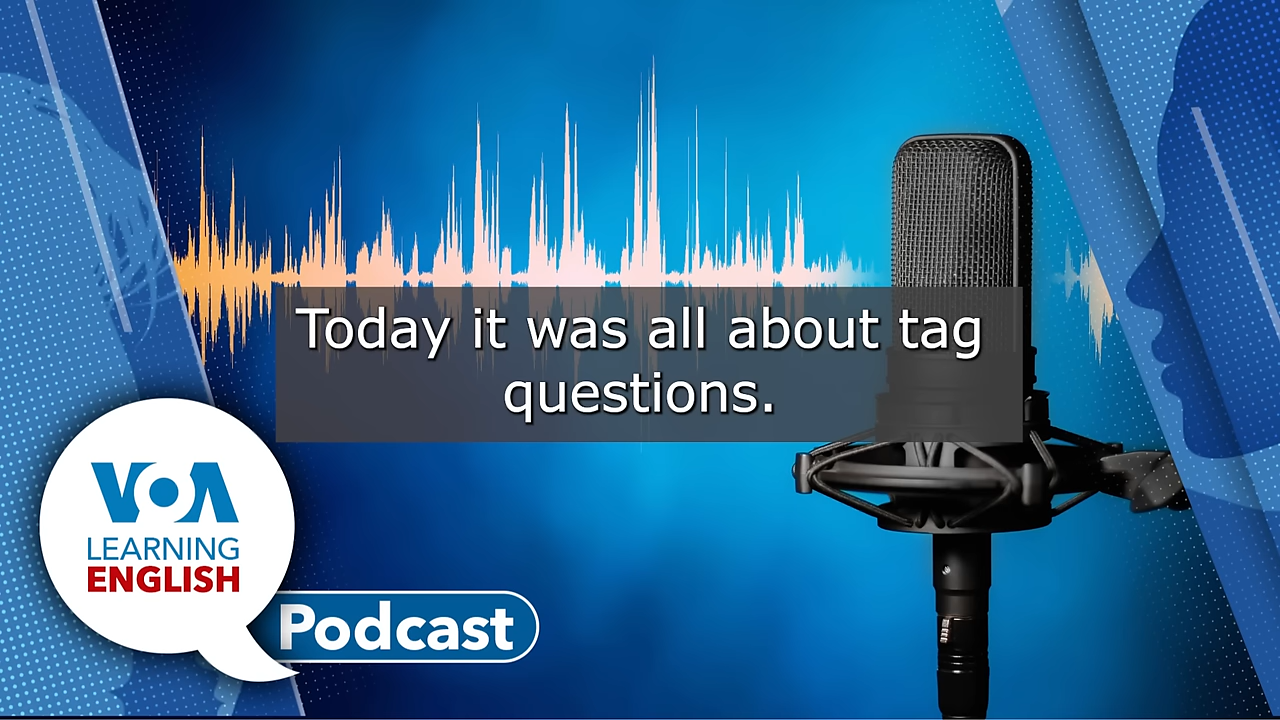 Today it was all about tag
questions.
VOA
LEARNING
ENGLISH
Podcast